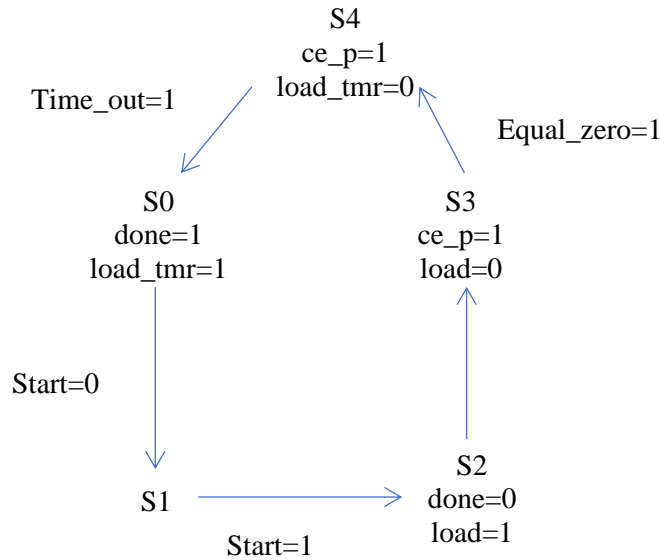 S4
ce_p=1
load_tmr=0
Time_out=1
Equal_zero=1
S0
done=1
load_tmr=1
S3
ce_p=1
load=0
Start=0
S1
Start=1
S2
done=0
load=1